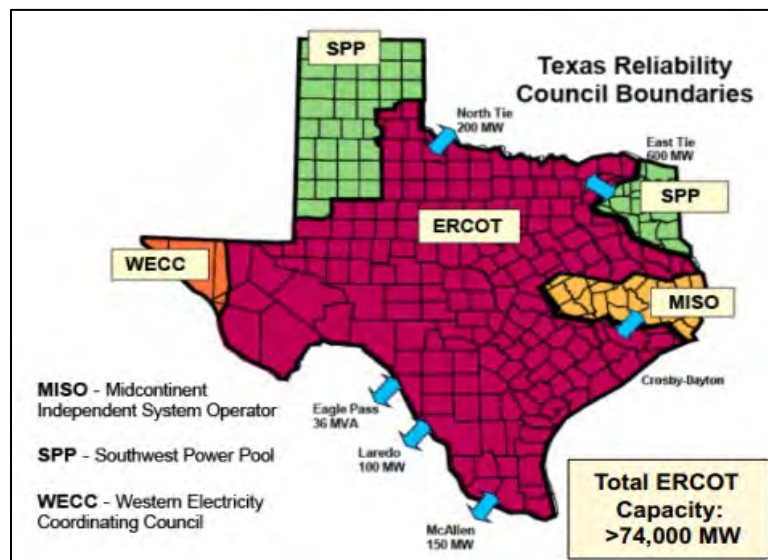 SPP
Texas Reliability
Council Boundaries
North Tie
200 MW
East Tie
600 MW
SPP
ERCOT
WECC
MISO
Crosby-Dayton
MISO - Midcontinent
Independent System Operator
Eagle Pass
36 MVA
Laredo
100 MW
SPP - Southwest Power Pool
WECC - Western Electricity
Coordinating Council
McAllen
150 MW
Total ERCOT
Capacity:
>74,000 MW